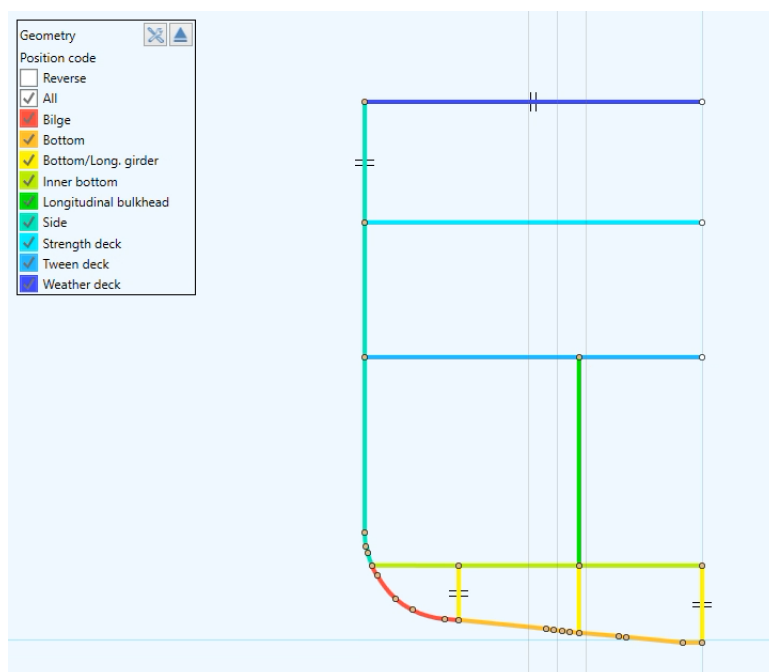 Geometry
Position code
Reverse
All
Bilge
Bottom
Bottom/Long. girder
Inner bottom
Longitudinal bulkhead
Side
Strength deck
Tween deck
Weather deck